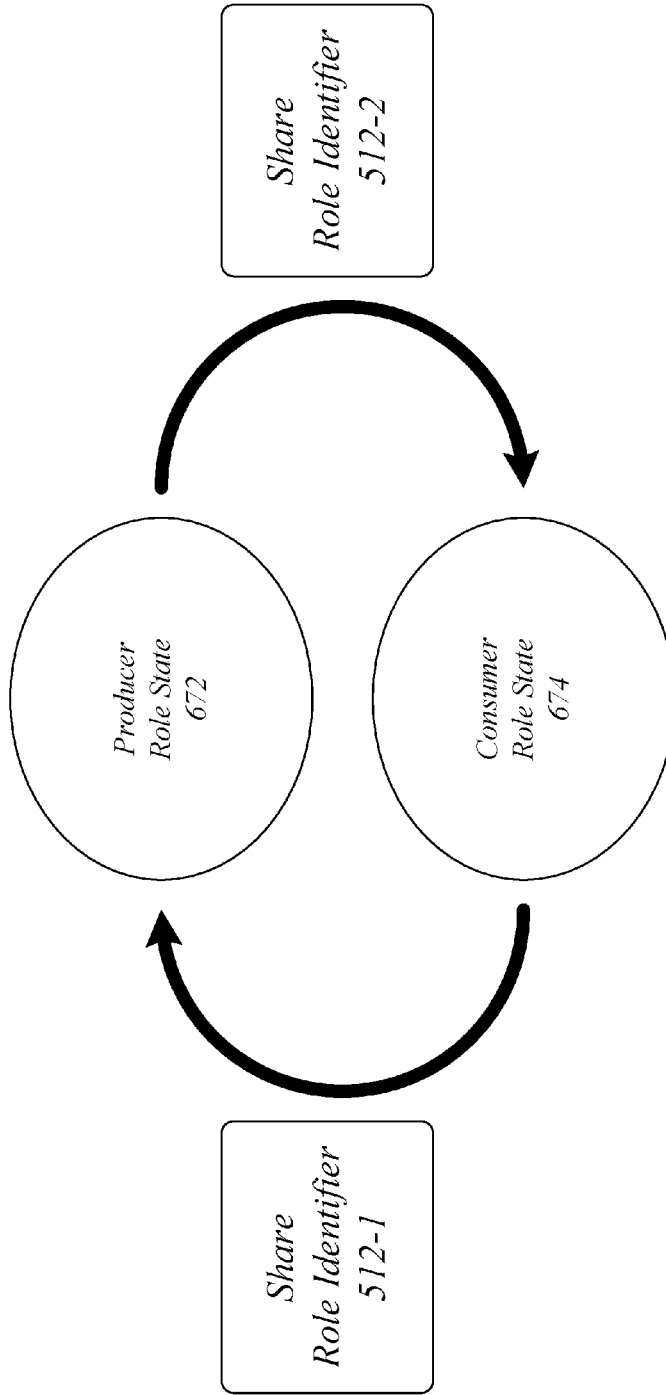 Share
Role Identifier
512-1
Producer
Role State
672
Consumer
Role State
674
Share
Role Identifier
512-2